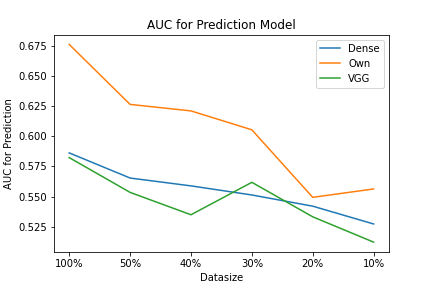 AUC for Prediction Model
Dense
Own
VGG
AUC for Prediction
0.675
0.650
0.625
0.600
0.575
0.550
0.525
100% 50% 40% 30% 20% 10%
Datasize